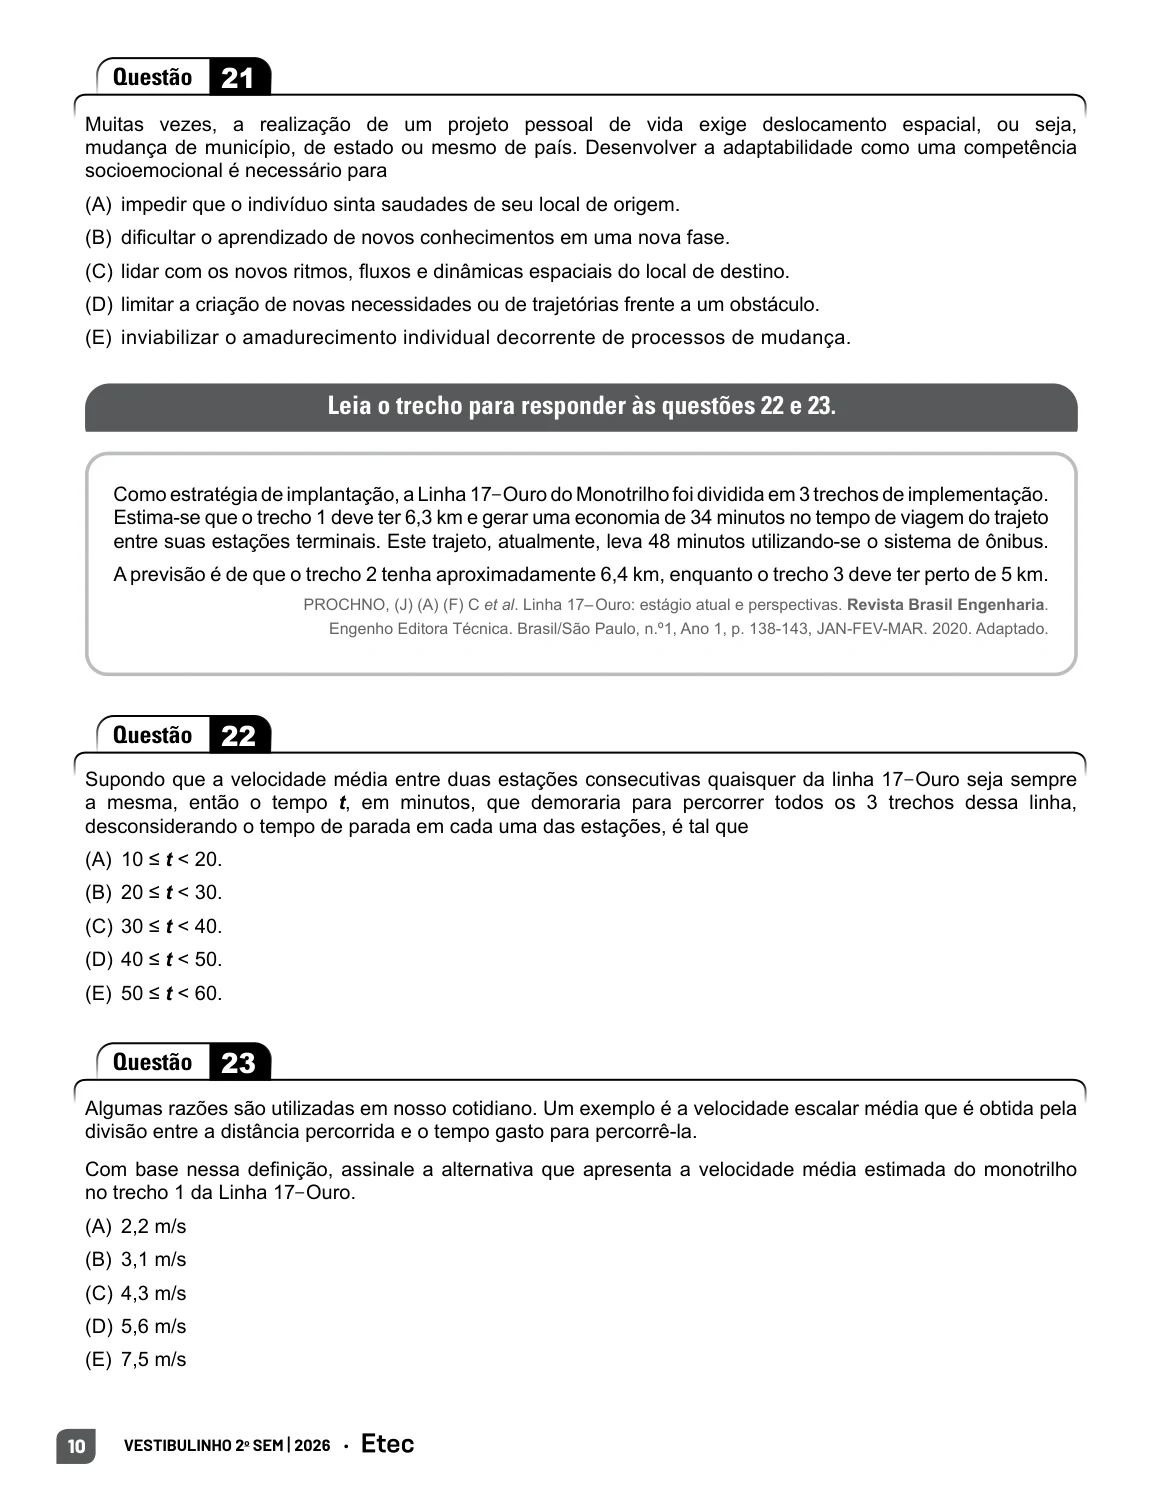 Questão 21
Muitas vezes, a realização de um projeto pessoal de vida exige deslocamento espacial, ou seja,
mudança de município, de estado ou mesmo de país. Desenvolver a adaptabilidade como uma competência
socioemocional é necessário para
(A) impedir que o indivíduo sinta saudades de seu local de origem.
(B) dificultar o aprendizado de novos conhecimentos em uma nova fase.
(C) lidar com os novos ritmos, fluxos e dinâmicas espaciais do local de destino.
(D) limitar a criação de novas necessidades ou de trajetórias frente a um obstáculo.
(E) inviabilizar o amadurecimento individual decorrente de processos de mudança.
Leia o trecho para responder às questões 22 e 23.
Como estratégia de implantação, a Linha 17–Ouro do Monotrilho foi dividida em 3 trechos de implementação.
Estima-se que o trecho 1 deve ter 6,3 km e gerar uma economia de 34 minutos no tempo de viagem do trajeto
entre suas estações terminais. Este trajeto, atualmente, leva 48 minutos utilizando-se o sistema de ônibus.
A previsão é de que o trecho 2 tenha aproximadamente 6,4 km, enquanto o trecho 3 deve ter perto de 5 km.
PROCHNO, (J) (A) (F) C et al. Linha 17–Ouro: estágio atual e perspectivas. Revista Brasil Engenharia.
Engenho Editora Técnica. Brasil/São Paulo, n.º1, Ano 1, p. 138-143, JAN-FEV-MAR. 2020. Adaptado.
Questão 22
Supondo que a velocidade média entre duas estações consecutivas quaisquer da linha 17–Ouro seja sempre
a mesma, então o tempo t, em minutos, que demoraria para percorrer todos os 3 trechos dessa linha,
desconsiderando o tempo de parada em cada uma das estações, é tal que
(A) 10 ≤ t < 20.
(B) 20 ≤ t < 30.
(C) 30 ≤ t < 40.
(D) 40 ≤ t < 50.
(E) 50 ≤ t < 60.
Questão 23
Algumas razões são utilizadas em nosso cotidiano. Um exemplo é a velocidade escalar média que é obtida pela
divisão entre a distância percorrida e o tempo gasto para percorrê-la.
Com base nessa definição, assinale a alternativa que apresenta a velocidade média estimada do monotrilho
no trecho 1 da Linha 17–Ouro.
(A) 2,2 m/s
(B) 3,1 m/s
(C) 4,3 m/s
(D) 5,6 m/s
(E) 7,5 m/s
10 VESTIBULINHO 2º SEM | 2026 • Etec